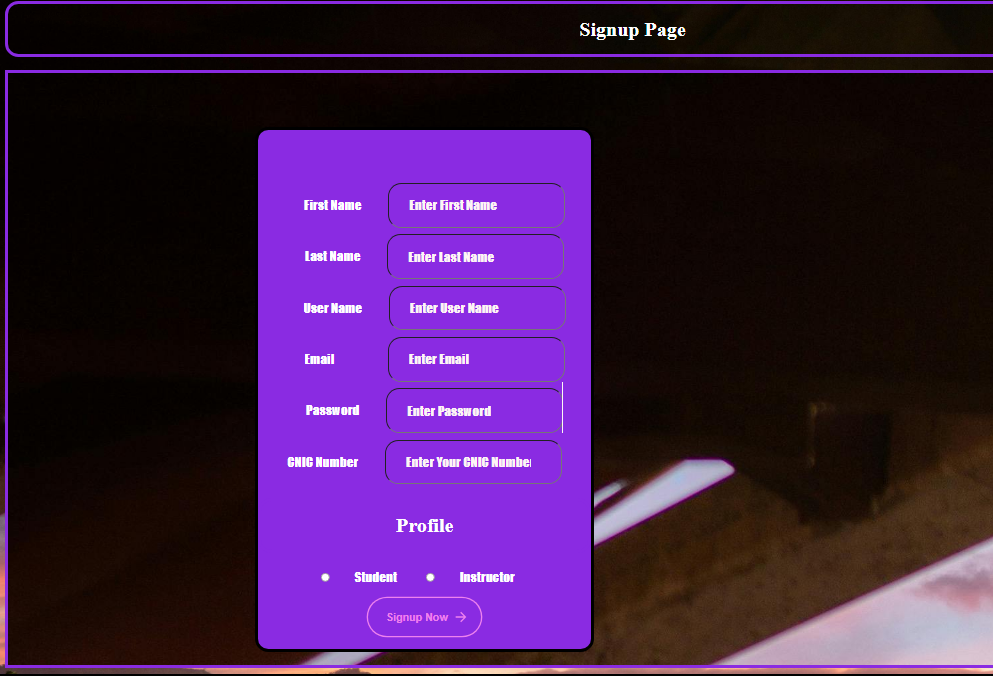 Signup Page
First Name Enter First Name
Last Name Enter Last Name
User Name Enter User Name
Email Enter Email
Password Enter Password
CNIC Number Enter Your CNIC Number
Profile
Student Instructor
Signup Now →